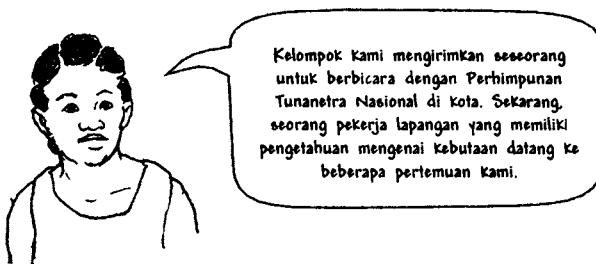 Kelompok kami mengirimkan seseorang
untuk berbicara dengan Perhimpunan
Tunanetra Nasional di kota. Sekarang,
seorang pekerja lapangan yang memiliki
pengetahuan mengenai kebutaan datang ke
beberapa pertemuan kami.